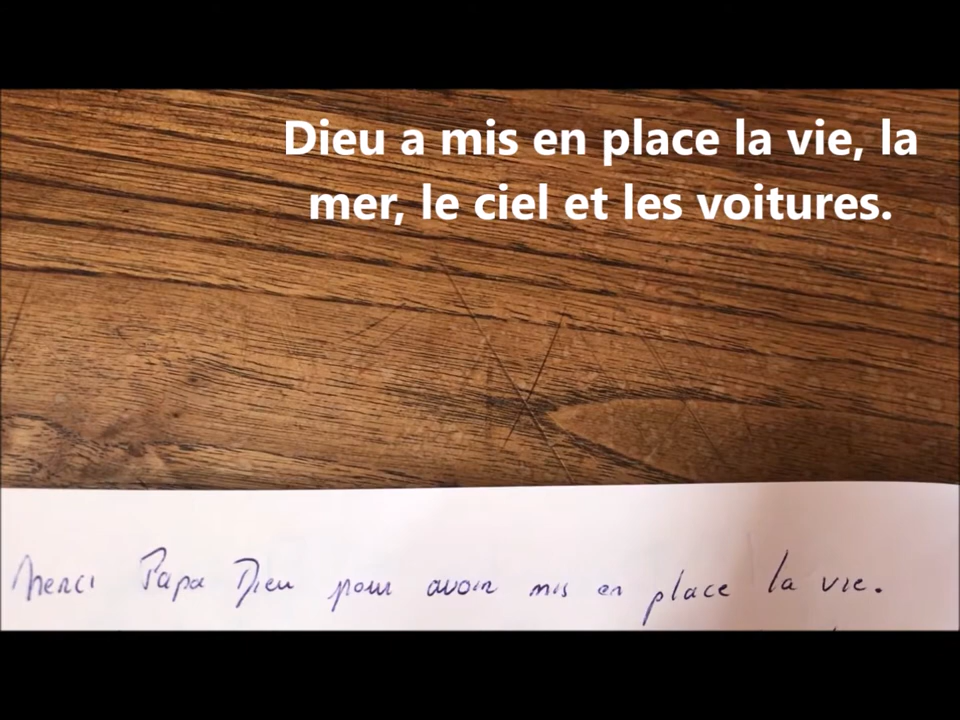 Dieu a mis en place la vie, la
mer, le ciel et les voitures.
Merci Papa Dieu pour avoir mis en place la vie.